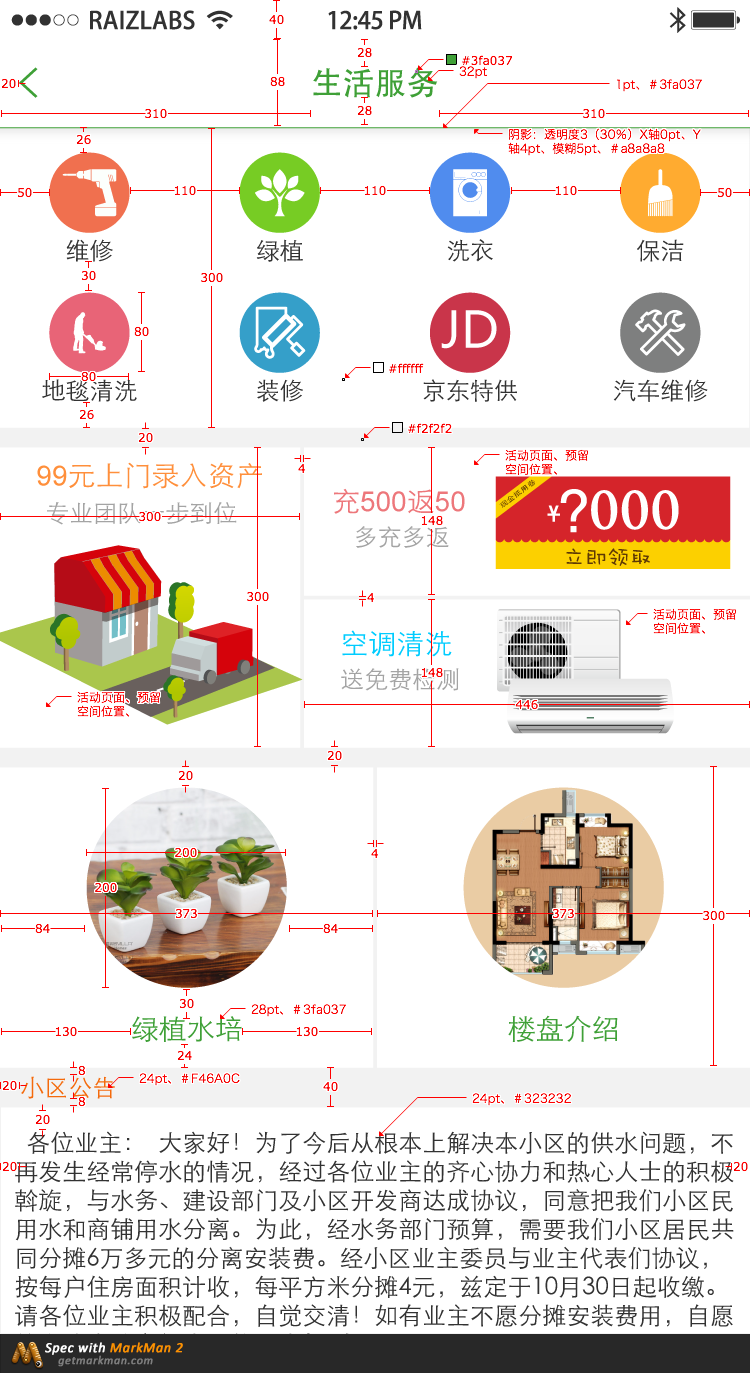 RAIZLABS 12:45 PM
40
28
#3fa037
20 生活服务 32pt
88 1pt、#3fa037
28
310 310
阴影：透明度3（30%）X轴0pt、Y
轴4pt、模糊5pt、#a8a8a8
26
50 110 110 110 50
维修 绿植 洗衣 保洁
30 300
80 JD
#ffffff
80
地毯清洗 装修 京东特供 汽车维修
26
#f2f2f2
20
活动页面、预留
空间位置、
4
99元上门录入资产
现金抵用券
充500返50
¥?000
专业团队一步到位
300
148
多充多返
立即领取
300 4
活动页面、预留
空间位置、
空调清洗
送免费检测
148
活动页面、预留
空间位置、
446
20
20
200 4
200
373 373 300
84 84
30
28pt、#3fa037
130 绿植水培 130 楼盘介绍
24
8
24pt、#F46A0C
20 小区公告 40
8
24pt、#323232
20
各位业主： 大家好！为了今后从根本上解决本小区的供水问题，不
20 再发生经常停水的情况，经过各位业主的齐心协力和热心人士的积极 20
斡旋，与水务、建设部门及小区开发商达成协议，同意把我们小区民
用水和商铺用水分离。为此，经水务部门预算，需要我们小区居民共
同分摊6万多元的分离安装费。经小区业主委员与业主代表们协议，
按每户住房面积计收，每平方米分摊4元，兹定于10月30日起收缴。
请各位业主积极配合，自觉交清！如有业主不愿分摊安装费用，自愿
Spec with MarkMan 2
getmarkman.com